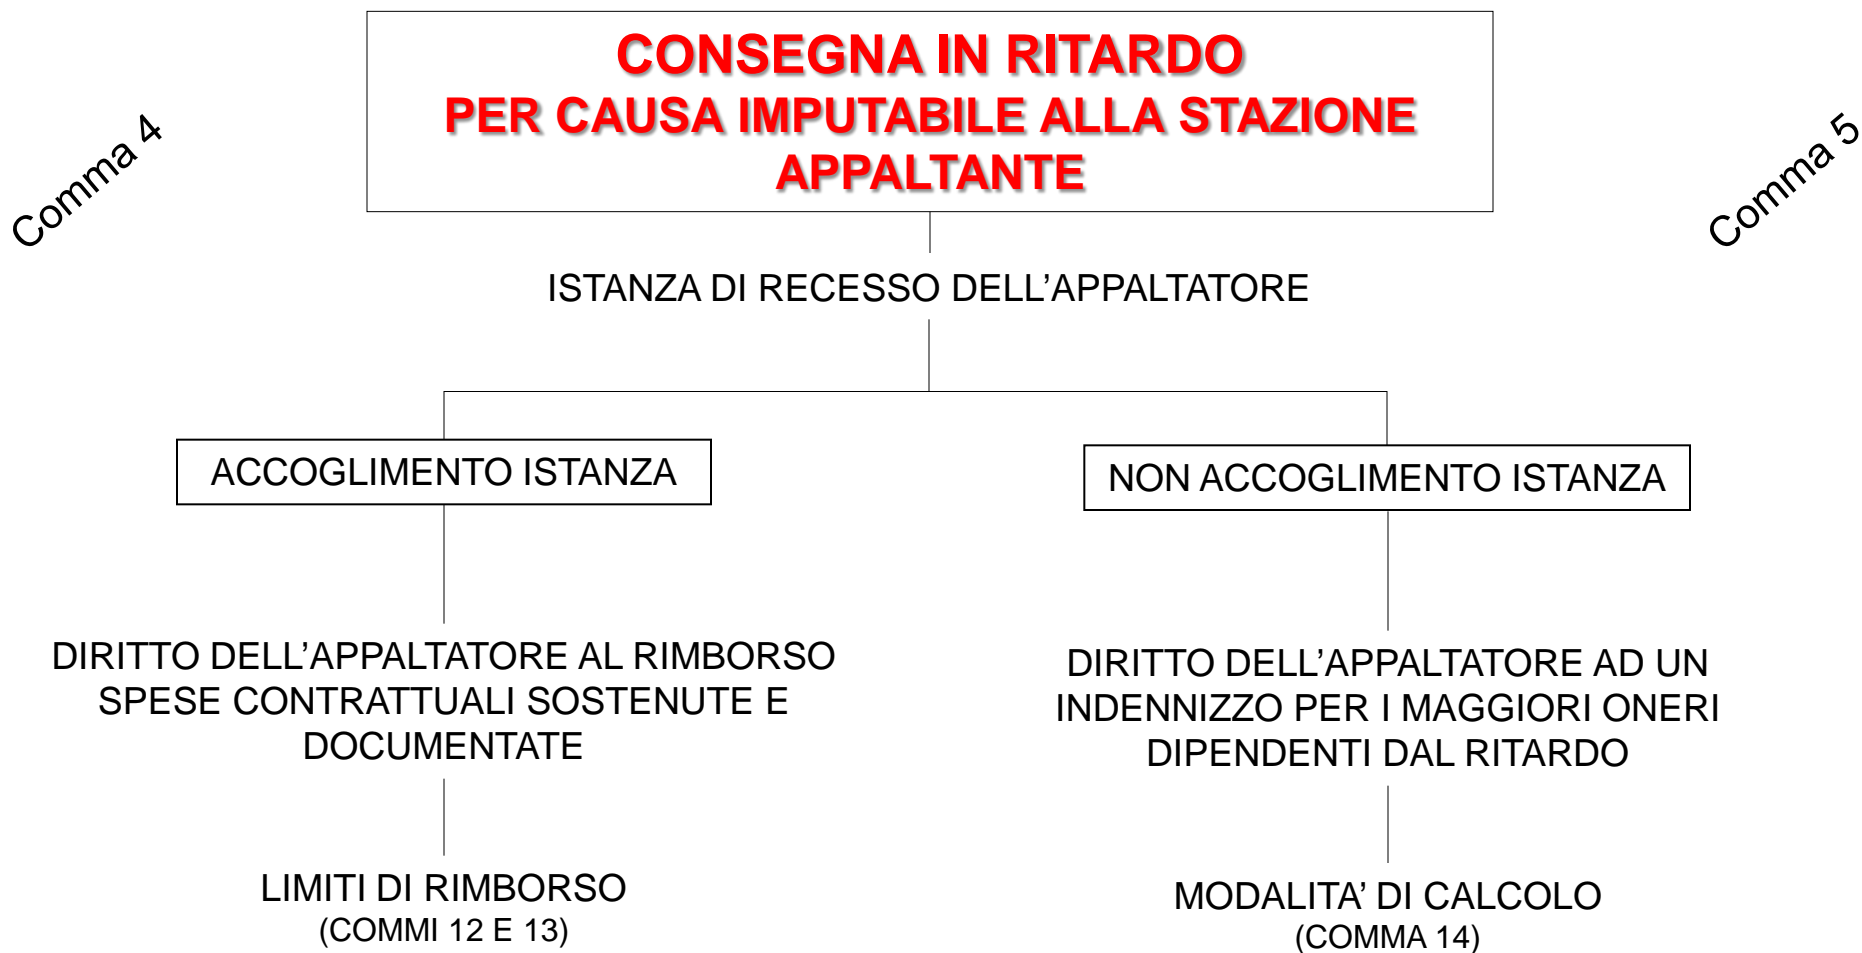 CONSEGNA IN RITARDO
PER CAUSA IMPUTABILE ALLA STAZIONE
APPALTANTE
Comma 4
Comma 5
ISTANZA DI RECESSO DELL’APPALTATORE
ACCOGLIMENTO ISTANZA
NON ACCOGLIMENTO ISTANZA
DIRITTO DELL’APPALTATORE AL RIMBORSO
SPESE CONTRATTUALI SOSTENUTE E
DOCUMENTATE
DIRITTO DELL’APPALTATORE AD UN
INDENNIZZO PER I MAGGIORI ONERI
DIPENDENTI DAL RITARDO
LIMITI DI RIMBORSO
(COMMI 12 E 13)
MODALITA’ DI CALCOLO
(COMMA 14)